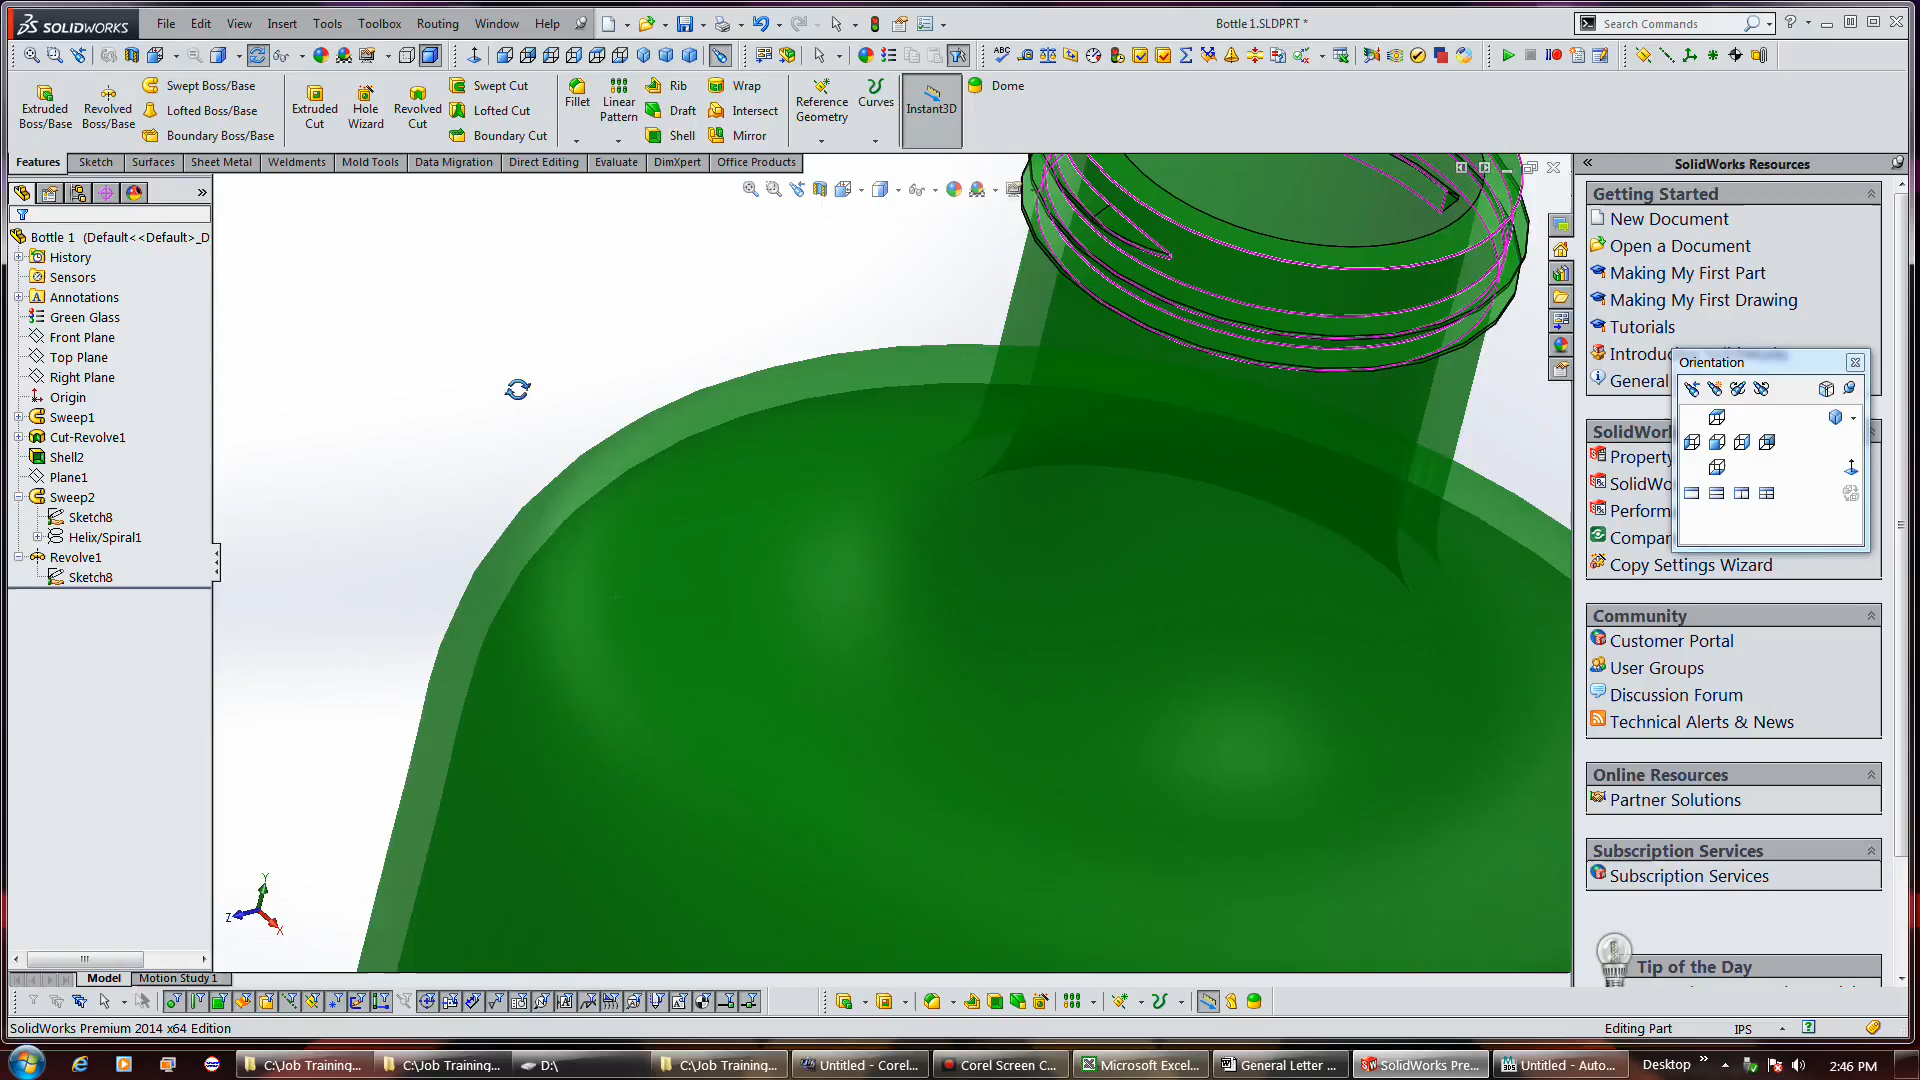 SOLIDWORKS File Edit View Insert Tools Toolbox Routing Window Help Bottle 1.SLDPRT * Search Commands
Extruded Boss/Base
Revolved Boss/Base
Swept Boss/Base
Lofted Boss/Base
Boundary Boss/Base
Extruded Cut
Hole Wizard
Revolved Cut
Swept Cut
Lofted Cut
Boundary Cut
Fillet
Linear Pattern
Rib
Draft
Shell
Wrap
Intersect
Mirror
Reference Geometry
Curves
Instant3D
Dome
Features Sketch Surfaces Sheet Metal Weldments Mold Tools Data Migration Direct Editing Evaluate DimXpert Office Products
Bottle 1 (Default<<Default>_D
History
Sensors
Annotations
Green Glass
Front Plane
Top Plane
Right Plane
Origin
Sweep1
Cut-Revolve1
Shell2
Plane1
Sweep2
Sketch8
Helix/Spiral1
Revolve1
Sketch8
Y
Z
X
SolidWorks Resources
Getting Started
New Document
Open a Document
Making My First Part
Making My First Drawing
Tutorials
Introduc
General
Orientation
SolidWor
Property
SolidWo
Perform
Compar
Copy Settings Wizard
Community
Customer Portal
User Groups
Discussion Forum
Technical Alerts & News
Online Resources
Partner Solutions
Subscription Services
Subscription Services
Tip of the Day
Model Motion Study 1
SolidWorks Premium 2014 x64 Edition Editing Part IPS
C:\Job Training... C:\Job Training... D:\ C:\Job Training... Untitled - Corel... Corel Screen C... Microsoft Excel... General Letter ... SolidWorks Pre... Untitled - Auto... Desktop 2:46 PM